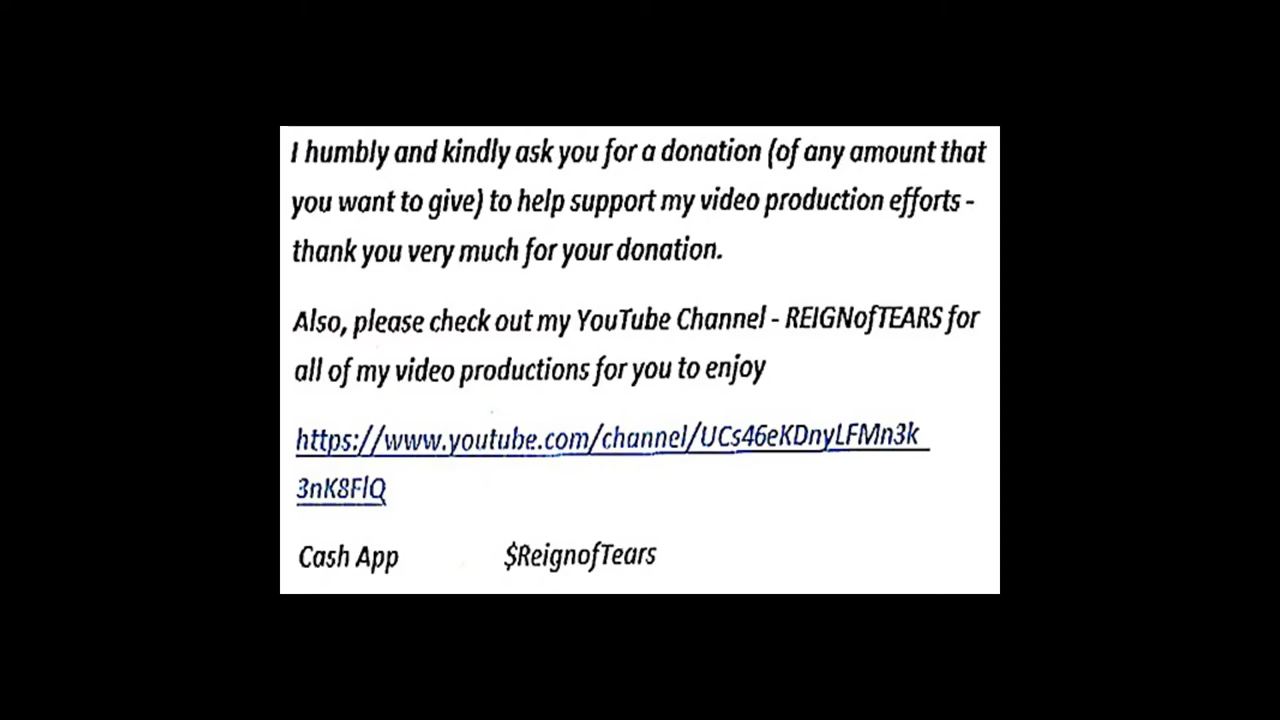 I humbly and kindly ask you for a donation (of any amount that
you want to give) to help support my video production efforts -
thank you very much for your donation.
Also, please check out my YouTube Channel - REIGNofTEARS for
all of my video productions for you to enjoy
https://www.youtube.com/channel/UCs46eKDnyLFMn3k_
3nK8FlQ
Cash App $ReignofTears